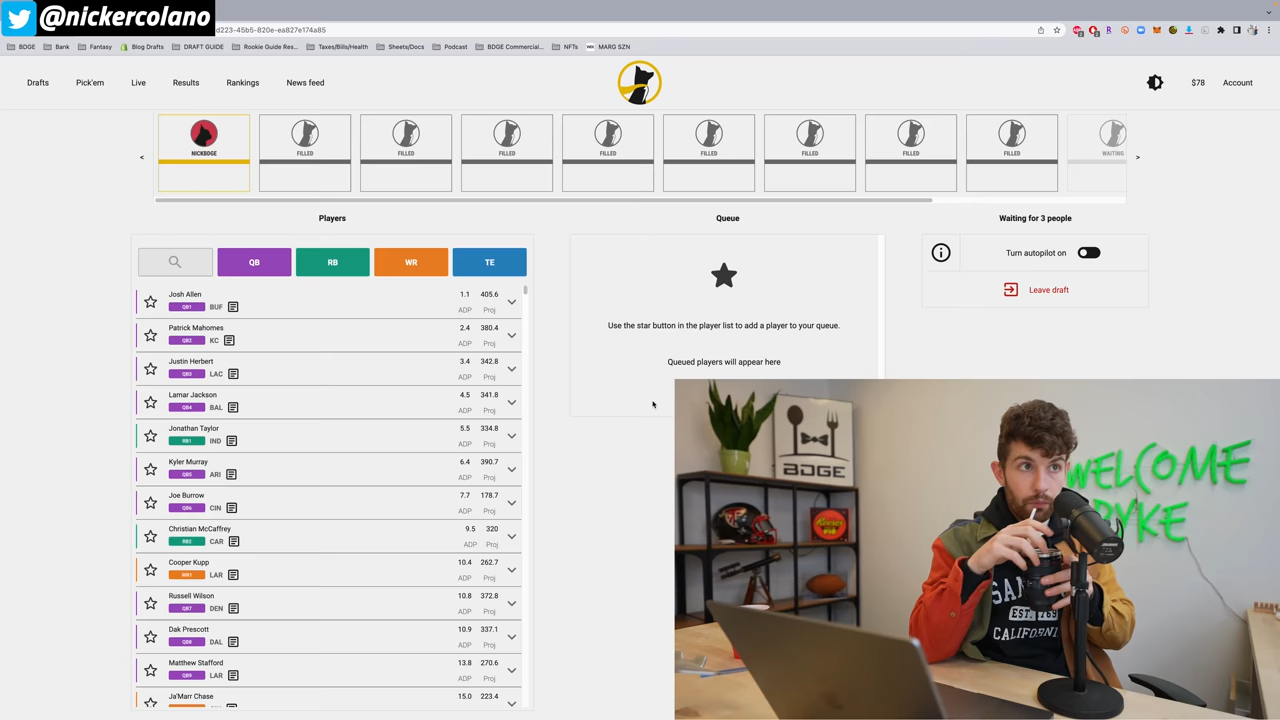 @nickercolano
d223-45b5-820e-ea827e174a85
BDGE
Bank
Fantasy
Blog Drafts
DRAFT GUIDE
Rookie Guide Res...
Taxes/Bills/Health
Sheets/Docs
Podcast
BDGE Commercial...
NFTs
MARG SZN
Drafts
Pick'em
Live
Results
Rankings
News feed
$78
Account
NICKBDGE
FILLED
FILLED
FILLED
FILLED
FILLED
FILLED
FILLED
FILLED
WAITING
<
>
Players
Queue
Waiting for 3 people
QB
RB
WR
TE
Turn autopilot on
Leave draft
Use the star button in the player list to add a player to your queue.
Queued players will appear here
Josh Allen
QB1 BUF
1.1 405.6
ADP Proj
Patrick Mahomes
QB2 KC
2.4 380.4
ADP Proj
Justin Herbert
QB3 LAC
3.4 342.8
ADP Proj
Lamar Jackson
QB4 BAL
4.5 341.8
ADP Proj
Jonathan Taylor
RB1 IND
5.5 334.8
ADP Proj
Kyler Murray
QB5 ARI
6.4 390.7
ADP Proj
Joe Burrow
QB6 CIN
7.7 178.7
ADP Proj
Christian McCaffrey
RB2 CAR
9.5 320
ADP Proj
Cooper Kupp
WR1 LAR
10.4 262.7
ADP Proj
Russell Wilson
QB7 DEN
10.8 372.8
ADP Proj
Dak Prescott
QB8 DAL
10.9 337.1
ADP Proj
Matthew Stafford
QB9 LAR
13.8 270.6
ADP Proj
Ja'Marr Chase
15.0 223.4
BDGE
REESE'S
WELCOME
SAN
EST. 1769
CALIFORNIA